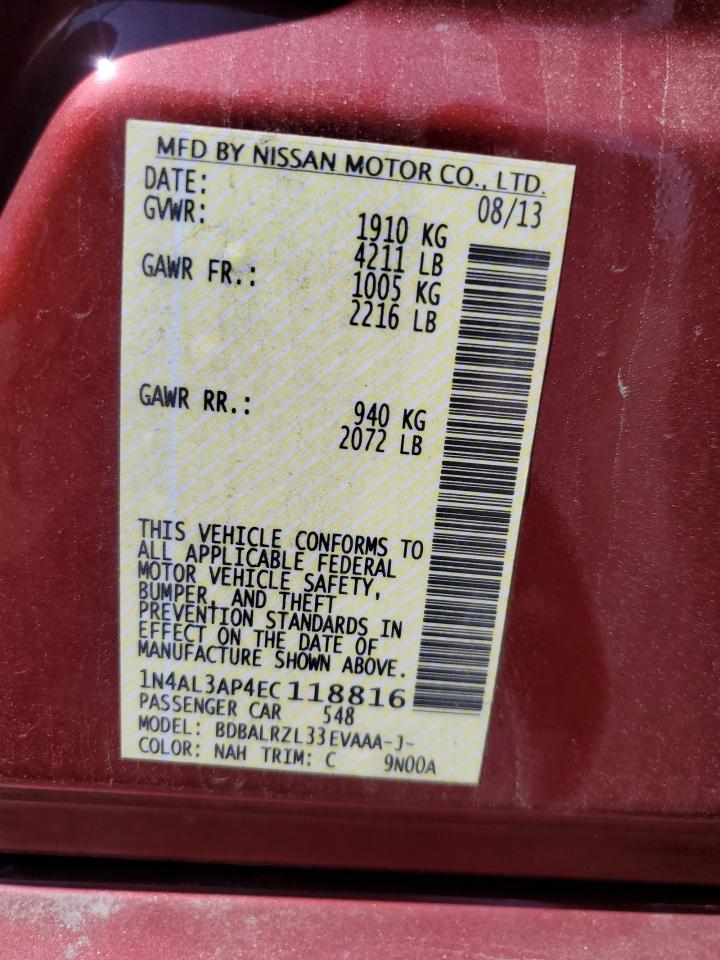 MFD BY NISSAN MOTOR CO., LTD.
DATE: 08/13
GVWR: 1910 KG
4211 LB
GAWR FR.: 1005 KG
2216 LB
GAWR RR.: 940 KG
2072 LB
THIS VEHICLE CONFORMS TO
ALL APPLICABLE FEDERAL
MOTOR VEHICLE SAFETY,
BUMPER, AND THEFT
PREVENTION STANDARDS IN
EFFECT ON THE DATE OF
MANUFACTURE SHOWN ABOVE.
1N4AL3AP4EC118816
PASSENGER CAR 548
MODEL: BDBALRZL33EVAAA-J-
COLOR: NAH TRIM: C 9N00A